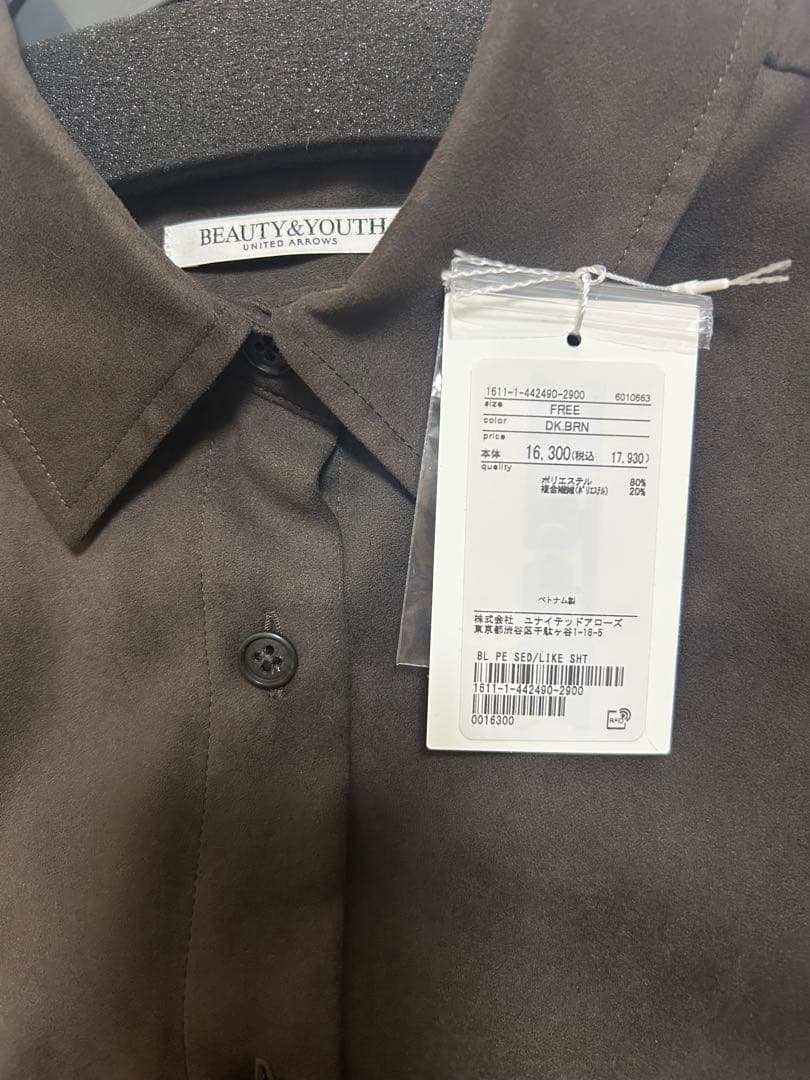 BEAUTY&YOUTH
UNITED ARROWS
1611-1-442490-2900 6010663
size FREE
color DK.BRN
price
本体 16,300(税込 17,930)
quality
ポリエステル 80%
複合繊維(ポリエステル) 20%
ベトナム製
株式会社 ユナイテッドアローズ
東京都渋谷区千駄ヶ谷1-18-5
BL PE SED/LIKE SHT
1611-1-442490-2900
0016300
RFID